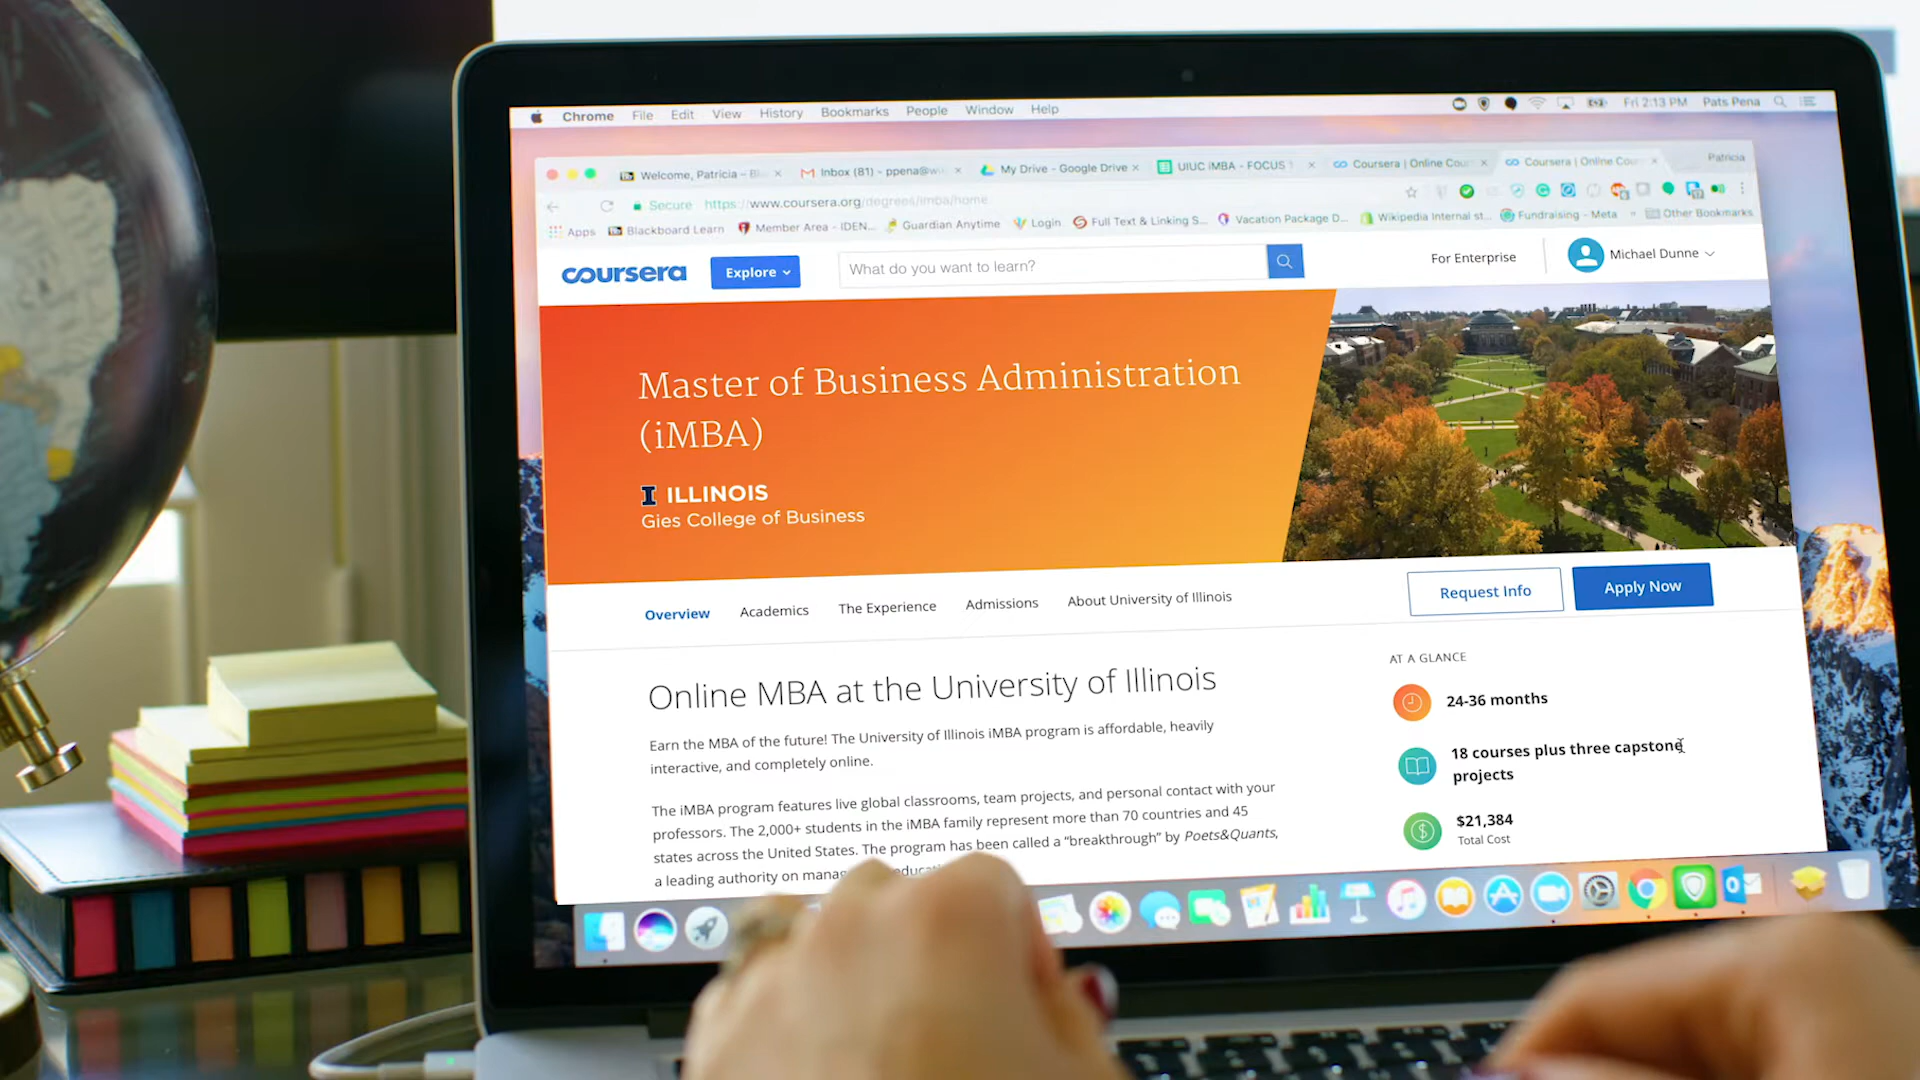 Chrome File Edit View History Bookmarks People Window Help Fri 2:13 PM Pats Pena
Welcome, Patricia – Inbox (81) - My Drive - Google Drive UIUC iMBA - FOCUS Coursera | Online Coursera | Online Patricia
Secure https://www.coursera.org/degrees/imba/home
Apps Blackboard Learn Member Area - IDEN... Guardian Anytime Login Full Text & Linking S... Vacation Package D... Wikipedia Internal st... Fundraising - Meta » Other Bookmarks
coursera Explore What do you want to learn? For Enterprise Michael Dunne
Master of Business Administration
(iMBA)
I ILLINOIS
Gies College of Business
Overview Academics The Experience Admissions About University of Illinois Request Info Apply Now
Online MBA at the University of Illinois
Earn the MBA of the future! The University of Illinois iMBA program is affordable, heavily
interactive, and completely online.
The iMBA program features live global classrooms, team projects, and personal contact with your
professors. The 2,000+ students in the iMBA family represent more than 70 countries and 45
states across the United States. The program has been called a “breakthrough” by Poets&Quants,
a leading authority on
AT A GLANCE
24-36 months
18 courses plus three capstone
projects
$21,384
Total Cost